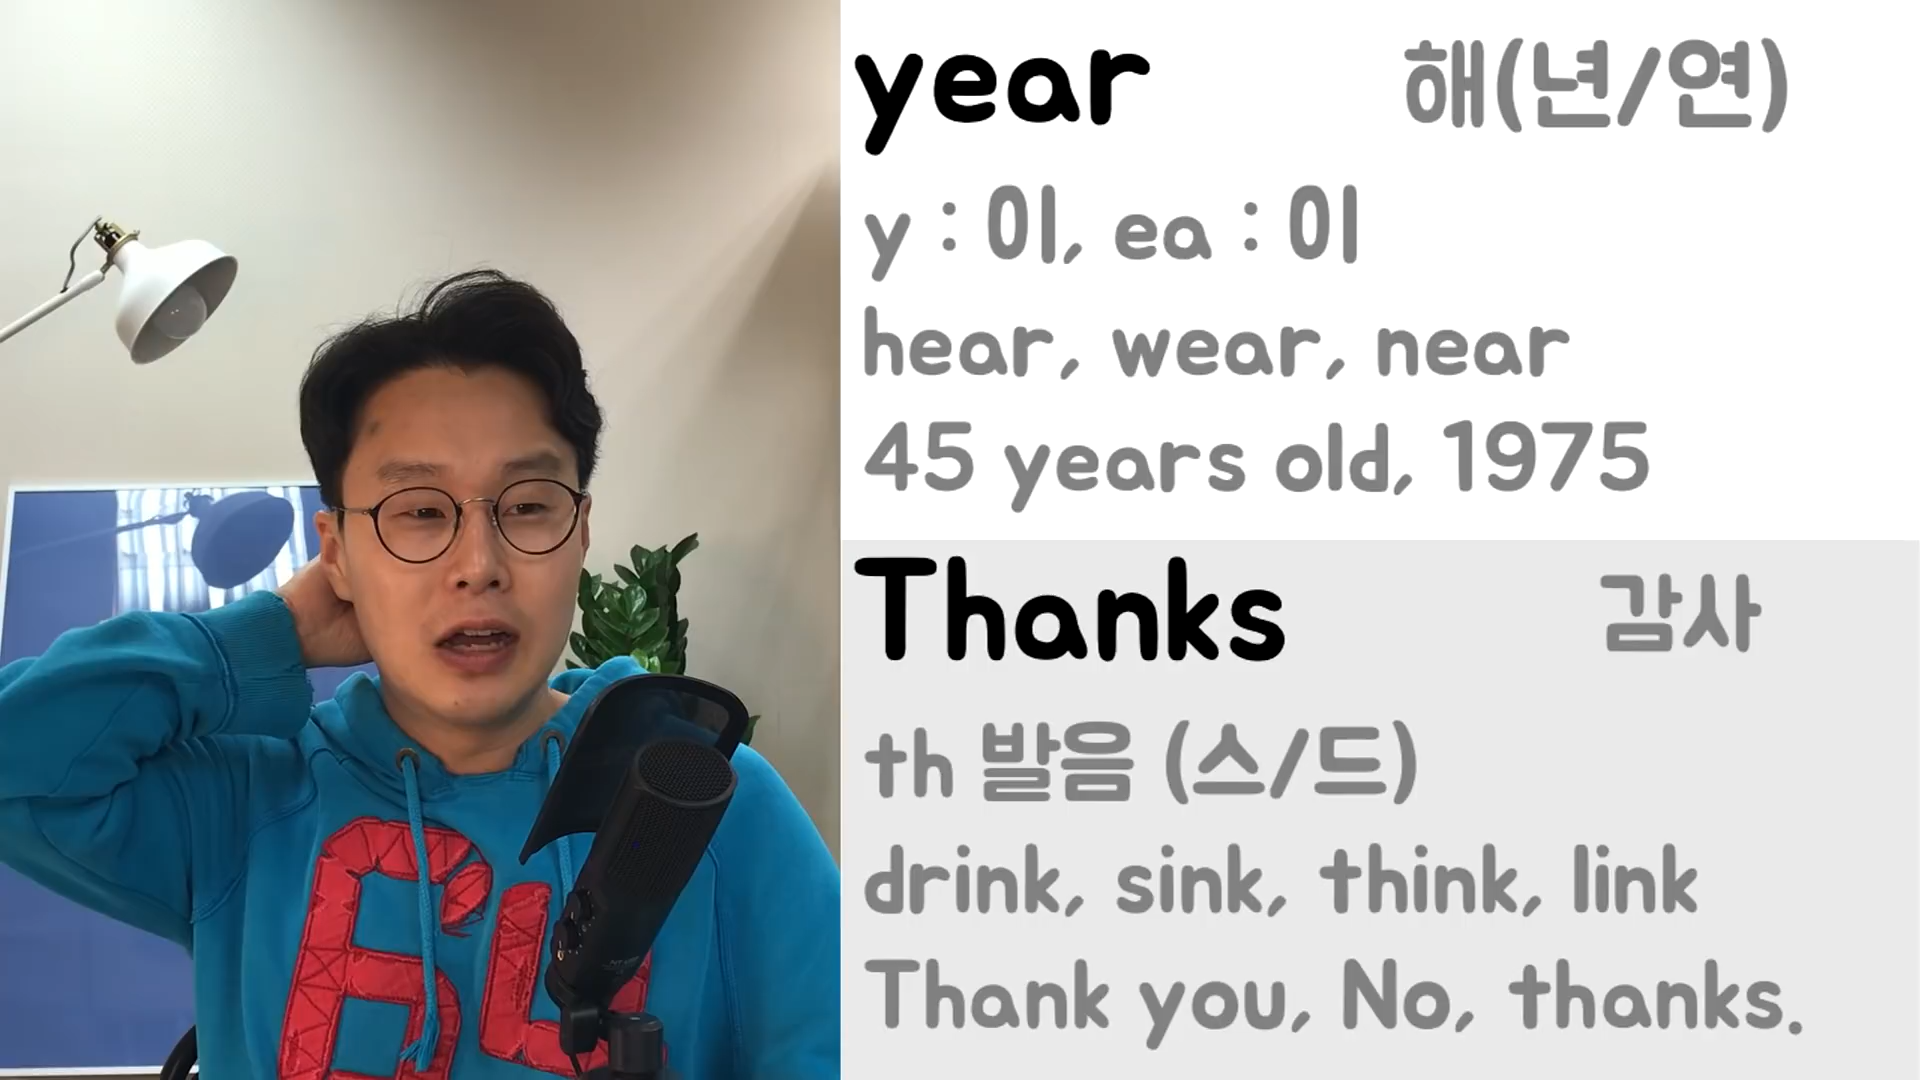 year 해(년/연)
y : 이, ea : 이
hear, wear, near
45 years old, 1975
Thanks 감사
th 발음 (스/드)
drink, sink, think, link
Thank you, No, thanks.
64